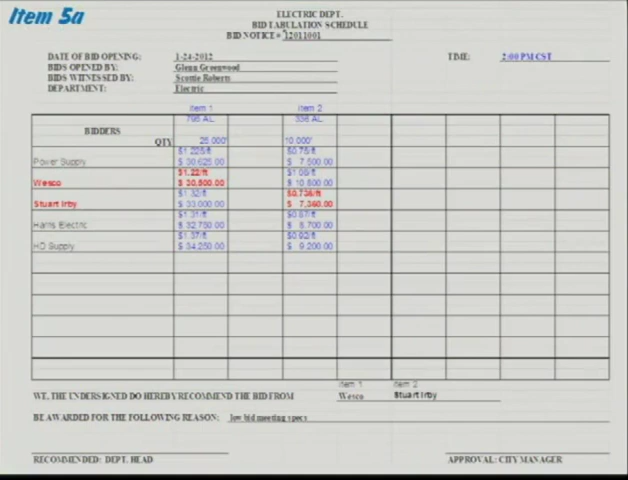 Item 5a
ELECTRIC DEPT.
BID TABULATION SCHEDULE
BID NOTICE # 12011001
DATE OF BID OPENING: 1-24-2012 TIME: 2:00 PM CST
BIDS OPENED BY: Glenn Greenwood
BIDS WITNESSED BY: Scottie Roberts
DEPARTMENT: Electric
Item 1 Item 2
795 AL 336 AL
BIDDERS
QTY 25,000' 10,000'
$1.225/ft $0.75/ft
Power Supply $ 30,625.00 $ 7,500.00
$1.22/ft $1.08/ft
Wesco $ 30,500.00 $ 10,800.00
$1.32/ft $0.736/ft
Stuart Irby $ 33,000.00 $ 7,360.00
$1.31/ft $0.87/ft
Harris Electric $ 32,750.00 $ 8,700.00
$1.37/ft $0.92/ft
HD Supply $ 34,250.00 $ 9,200.00
Item 1 Item 2
WE, THE UNDERSIGNED DO HEREBY RECOMMEND THE BID FROM Wesco Stuart Irby
BE AWARDED FOR THE FOLLOWING REASON: low bid meeting specs
RECOMMENDED: DEPT. HEAD APPROVAL: CITY MANAGER